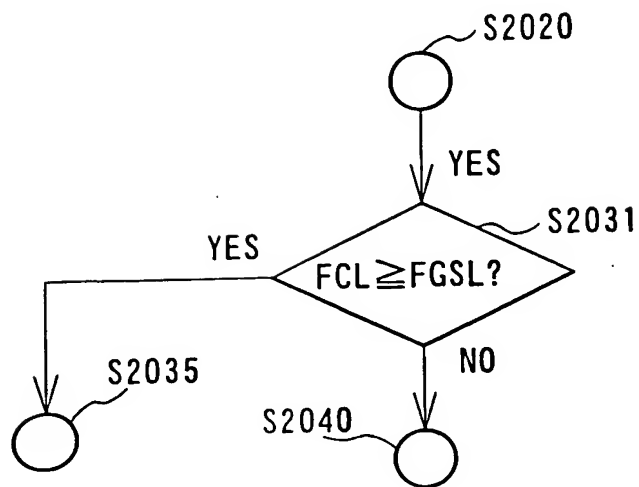 S2020
YES
S2031
YES
FCL≧FGSL?
NO
S2035
S2040